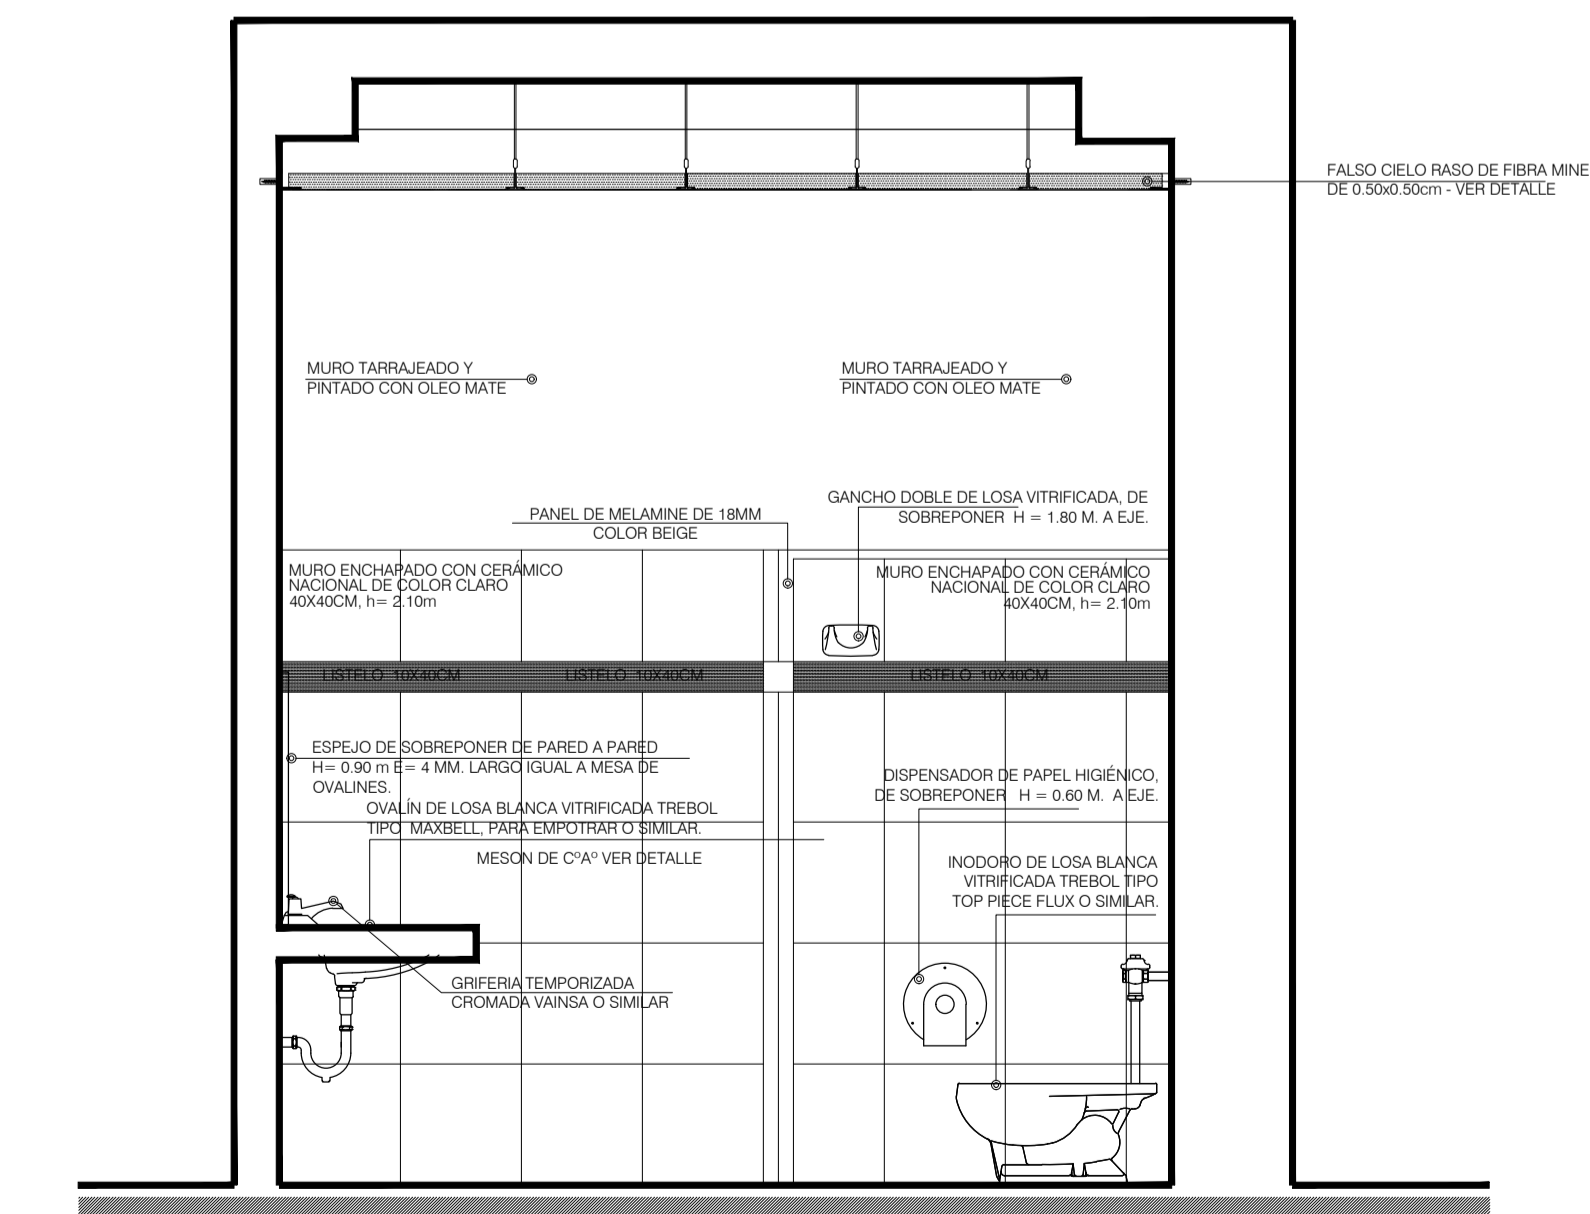 FALSO CIELO RASO DE FIBRA MINE
DE 0.50x0.50cm - VER DETALLE
MURO TARRAJEADO Y
PINTADO CON OLEO MATE
MURO TARRAJEADO Y
PINTADO CON OLEO MATE
GANCHO DOBLE DE LOSA VITRIFICADA, DE
SOBREPONER H = 1.80 M. A EJE.
PANEL DE MELAMINE DE 18MM
COLOR BEIGE
MURO ENCHAPADO CON CERÁMICO
NACIONAL DE COLOR CLARO
40X40CM, h= 2.10m
MURO ENCHAPADO CON CERÁMICO
NACIONAL DE COLOR CLARO
40X40CM, h= 2.10m
LISTELO 10X40CM
LISTELO 10X40CM
LISTELO 10X40CM
ESPEJO DE SOBREPONER DE PARED A PARED
H= 0.90 m E= 4 MM. LARGO IGUAL A MESA DE
OVALINES.
OVALÍN DE LOSA BLANCA VITRIFICADA TREBOL
TIPO MAXBELL, PARA EMPOTRAR O SIMILAR.
MESON DE CºAº VER DETALLE
DISPENSADOR DE PAPEL HIGIÉNICO,
DE SOBREPONER H = 0.60 M. A EJE.
INODORO DE LOSA BLANCA
VITRIFICADA TREBOL TIPO
TOP PIECE FLUX O SIMILAR.
GRIFERIA TEMPORIZADA
CROMADA VAINSA O SIMILAR